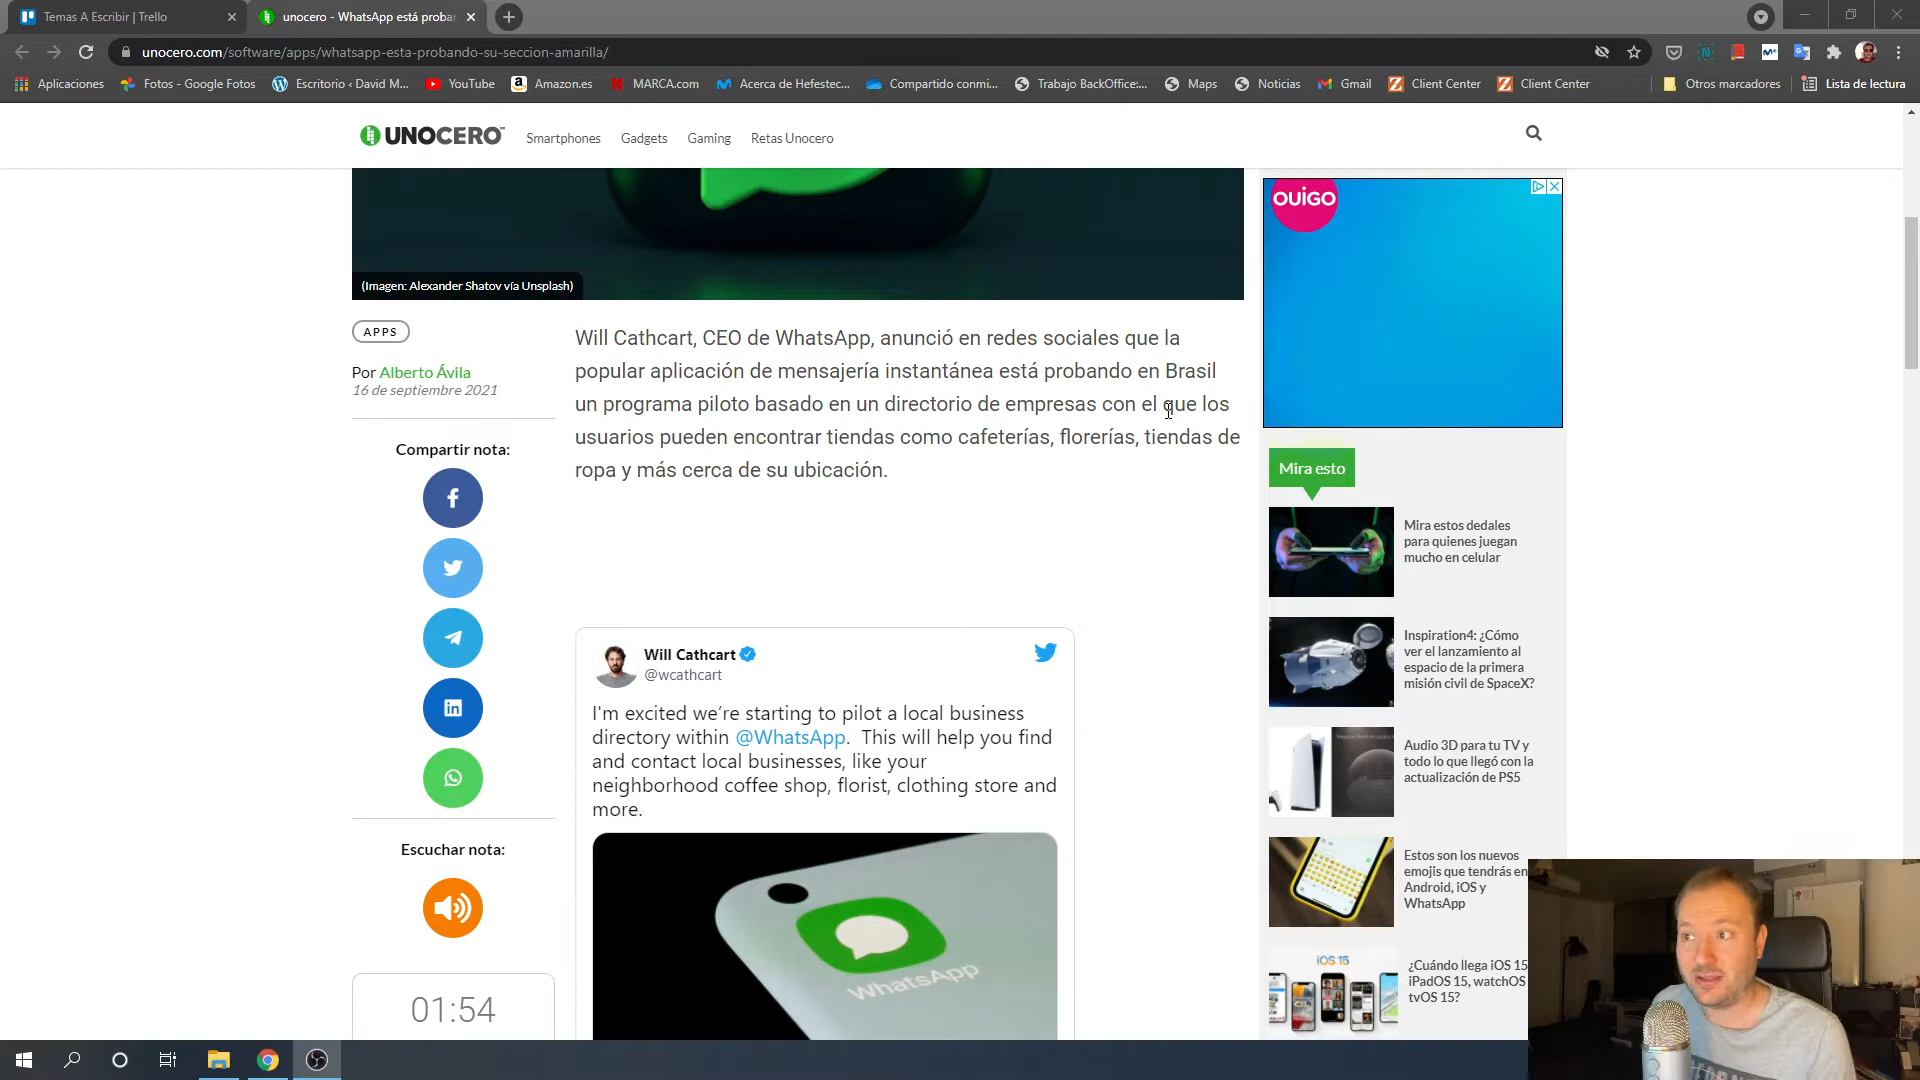 Temas A Escribir | Trello
unocero - WhatsApp está probar
unocero.com/software/apps/whatsapp-esta-probando-su-seccion-amarilla/
Aplicaciones
Fotos - Google Fotos
Escritorio ‹ David M...
YouTube
Amazon.es
MARCA.com
Acerca de Hefestec...
Compartido conmi...
Trabajo BackOffice:...
Maps
Notícias
Gmail
Client Center
Client Center
Otros marcadores
Lista de lectura
UNOCERO
Smartphones
Gadgets
Gaming
Retas Unocero
(Imagen: Alexander Shatov vía Unsplash)
APPS
Por Alberto Ávila
16 de septiembre 2021
Compartir nota:
Escuchar nota:
01:54
Will Cathcart, CEO de WhatsApp, anunció en redes sociales que la
popular aplicación de mensajería instantánea está probando en Brasil
un programa piloto basado en un directorio de empresas con el que los
usuarios pueden encontrar tiendas como cafeterías, florerías, tiendas de
ropa y más cerca de su ubicación.
Will Cathcart
@wcathcart
I'm excited we’re starting to pilot a local business
directory within @WhatsApp. This will help you find
and contact local businesses, like your
neighborhood coffee shop, florist, clothing store and
more.
WhatsApp
OUIGO
Mira esto
Mira estos dedales
para quienes juegan
mucho en celular
Inspiration4: ¿Cómo
ver el lanzamiento al
espacio de la primera
misión civil de SpaceX?
Audio 3D para tu TV y
todo lo que llegó con la
actualización de PS5
Estos son los nuevos
emojis que tendrás en
Android, iOS y
WhatsApp
iOS 15
¿Cuándo llega iOS 15
iPadOS 15, watchOS
tvOS 15?